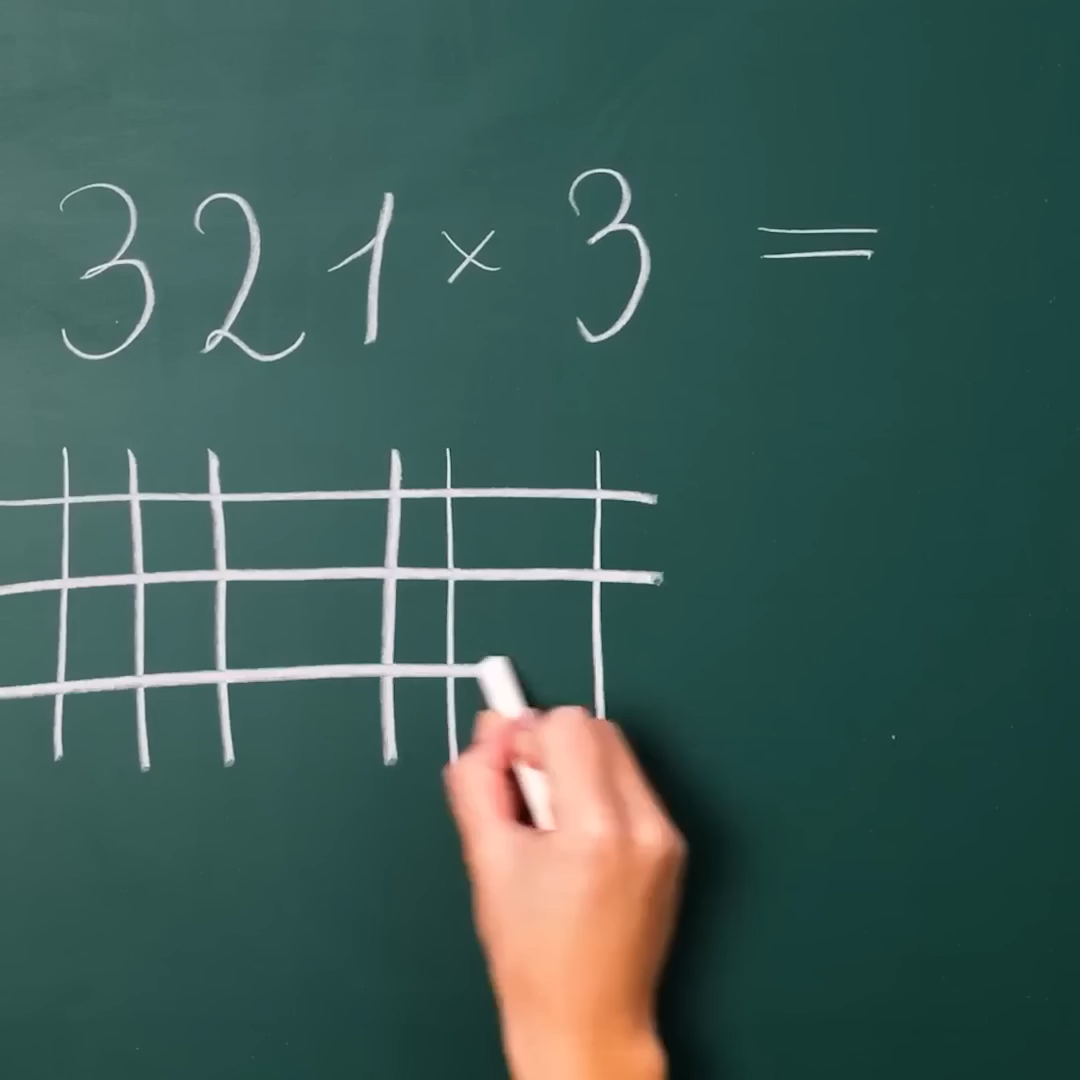 321 × 3 =